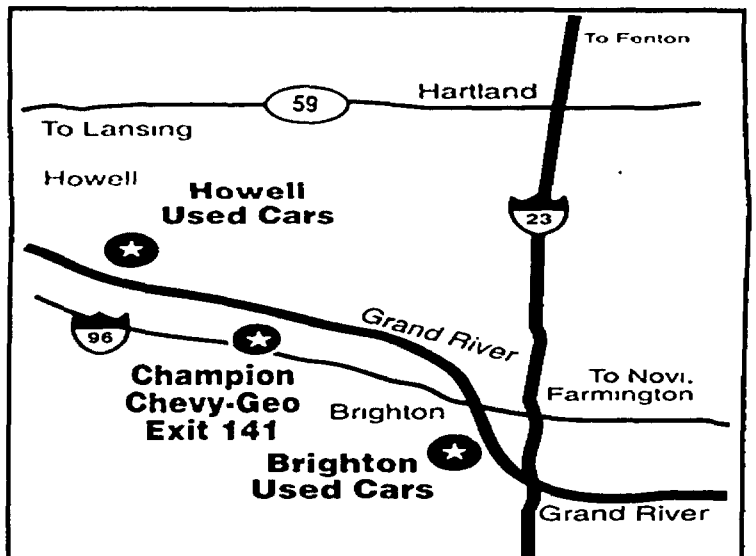 To Fenton
59
Hartland
To Lansing
Howell
Howell
Used Cars
23
Grand River
96
Champion
Chevy-Geo
Exit 141
To Novi.
Farmington
Brighton
Brighton
Used Cars
Grand River